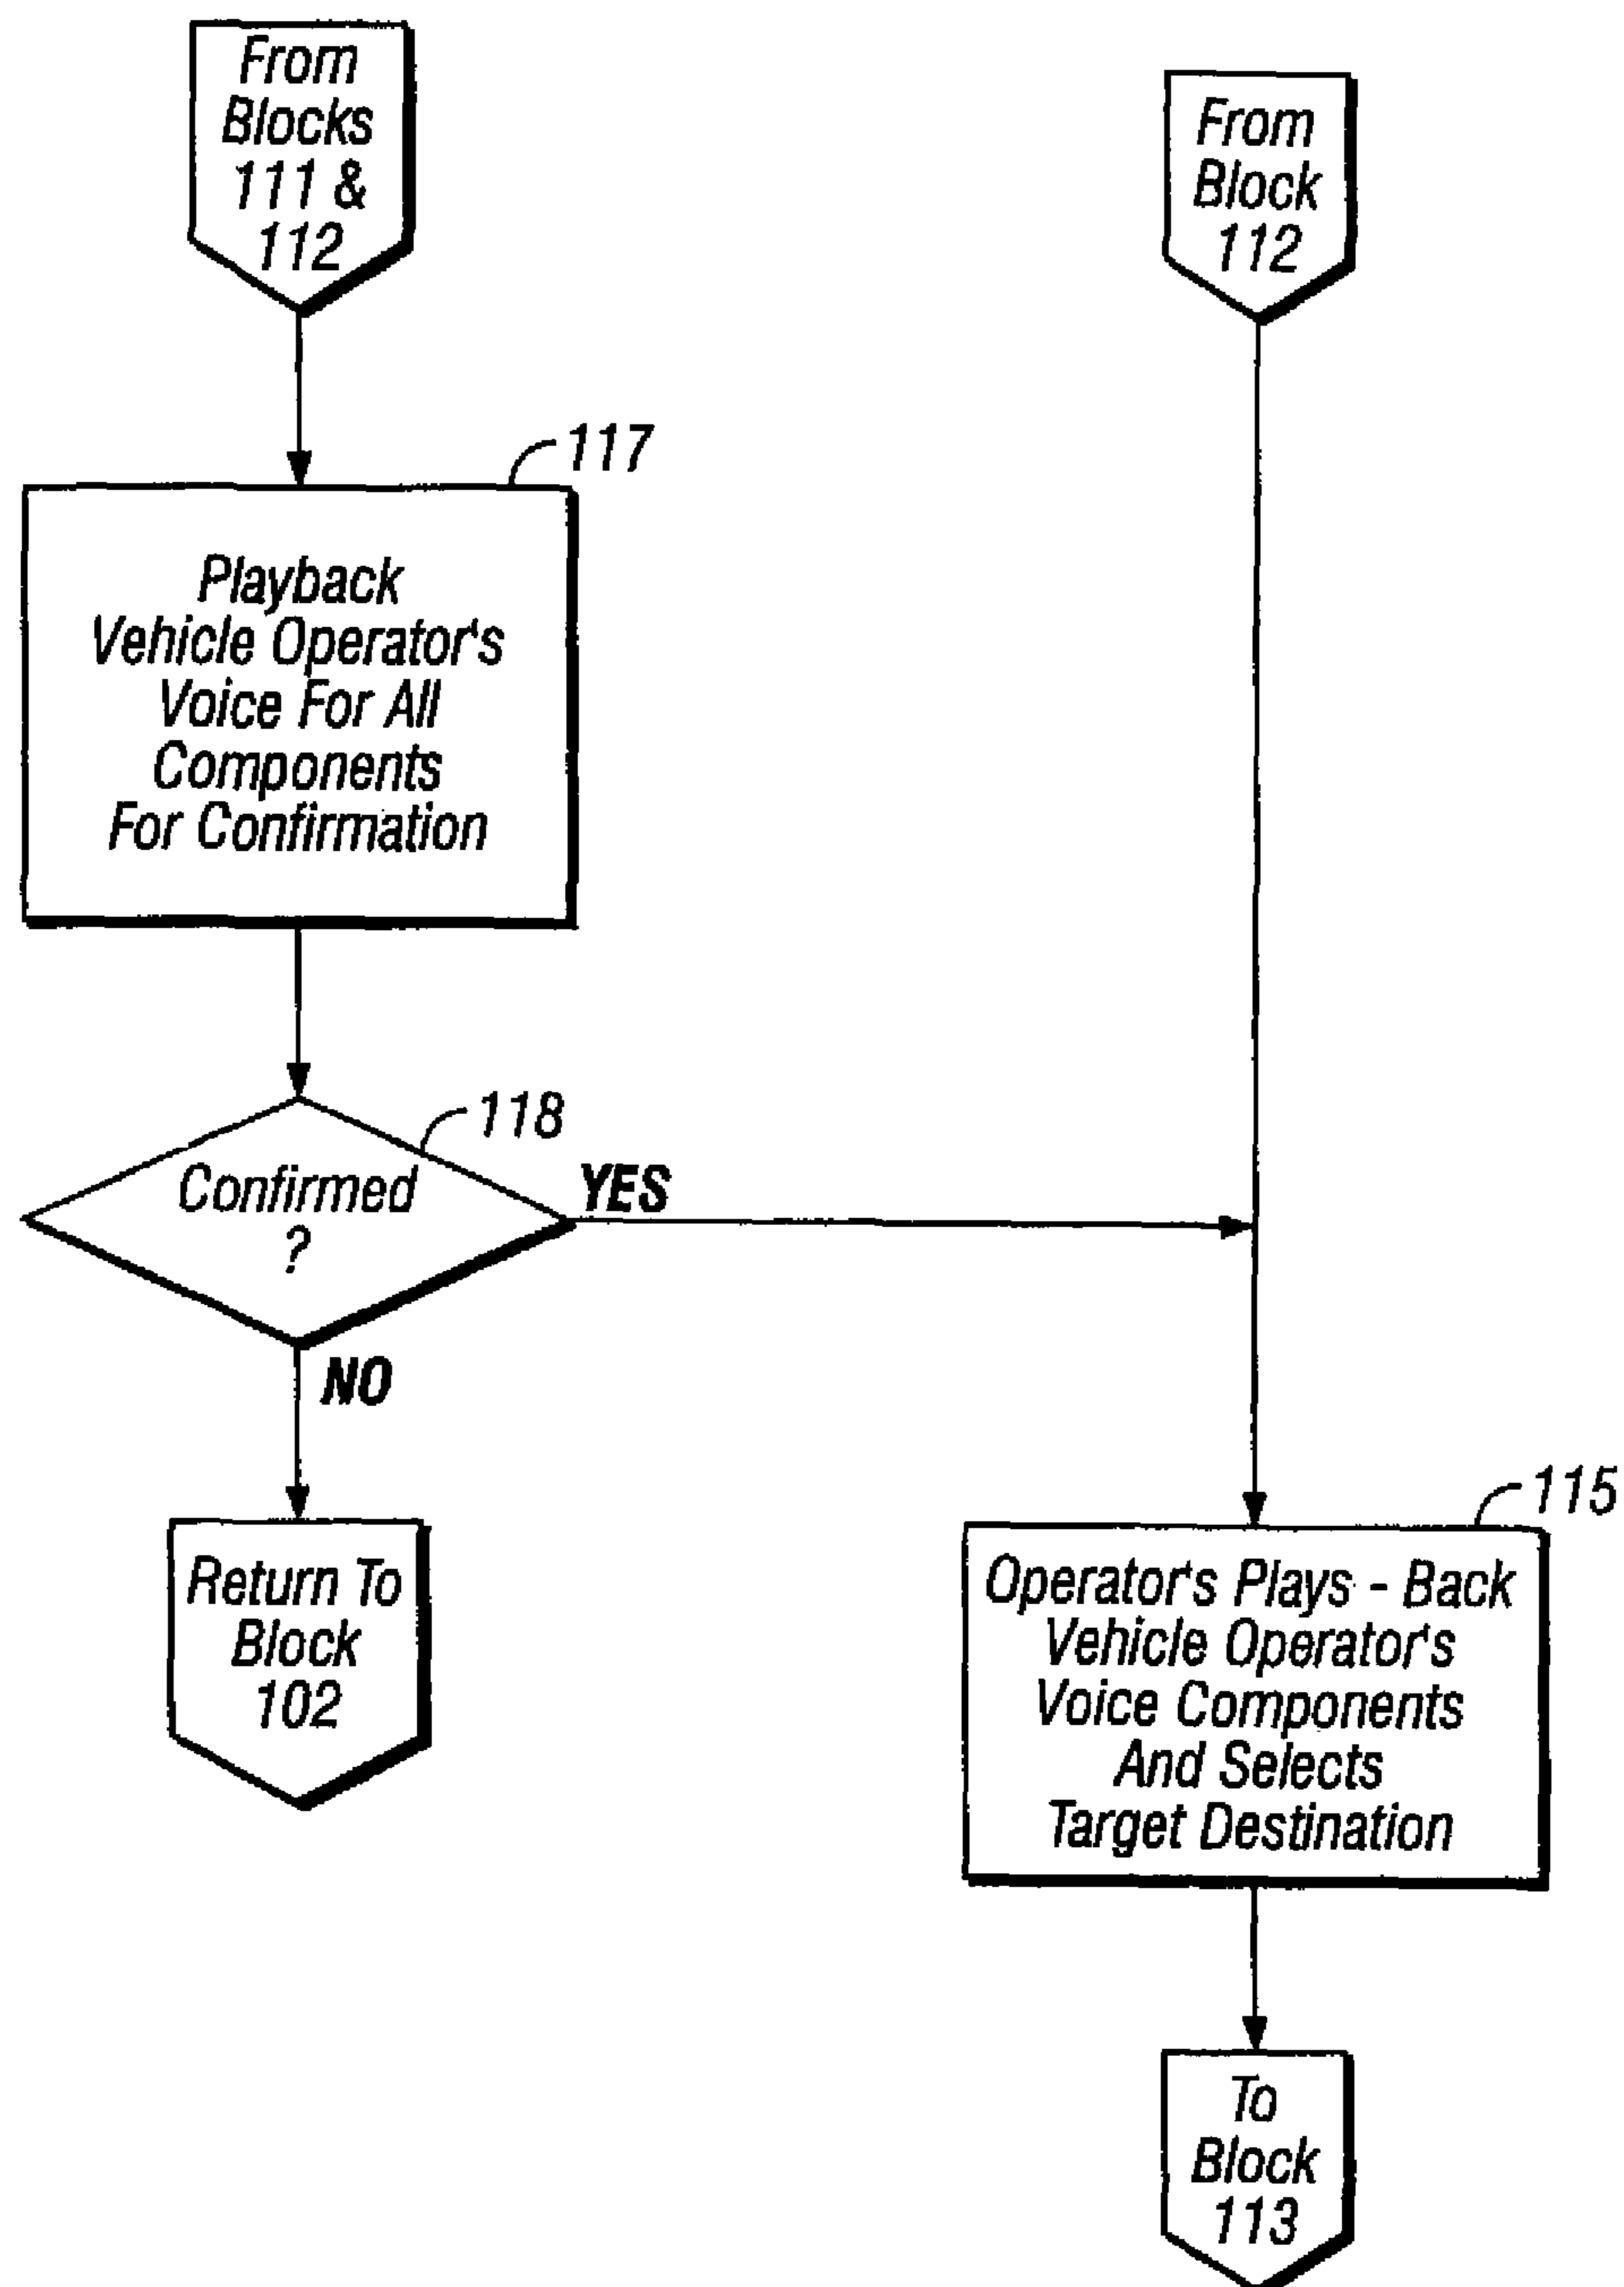 From
Blocks
111 &
112
From
Block
112
117
Playback
Vehicle Operator's
Voice For All
Components
For Confirmation
118
Confirmed
?
YES
NO
Return To
Block
102
115
Operator's Plays - Back
Vehicle Operator's
Voice Components
And Selects
Target Destination
To
Block
113